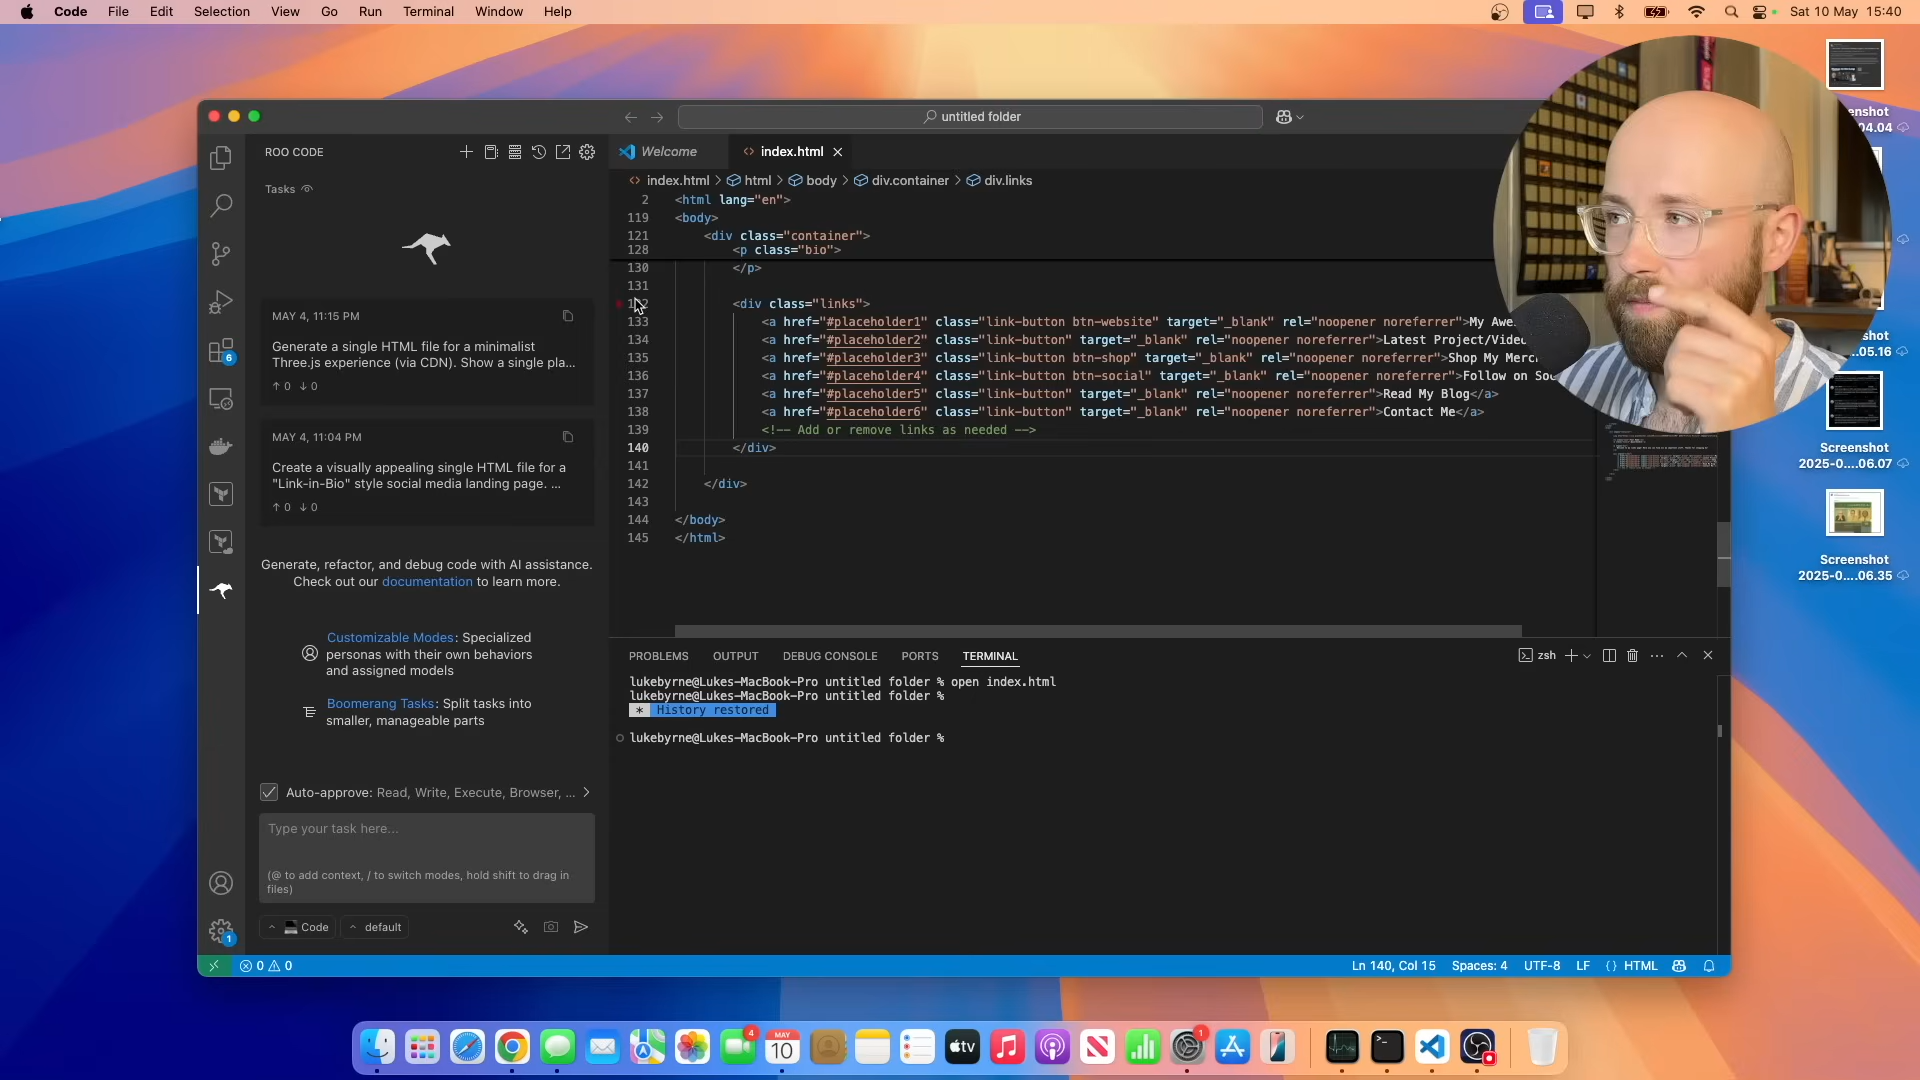 Code File Edit Selection View Go Run Terminal Window Help
Sat 10 May 15:40
untitled folder
ROO CODE
Tasks
MAY 4, 11:15 PM
Generate a single HTML file for a minimalist
Three.js experience (via CDN). Show a single pla...
↑ 0 ↓ 0
MAY 4, 11:04 PM
Create a visually appealing single HTML file for a
"Link-in-Bio" style social media landing page. ...
↑ 0 ↓ 0
Generate, refactor, and debug code with AI assistance.
Check out our documentation to learn more.
Customizable Modes: Specialized
personas with their own behaviors
and assigned models
Boomerang Tasks: Split tasks into
smaller, manageable parts
Auto-approve: Read, Write, Execute, Browser, ...
Type your task here...
(@ to add context, / to switch modes, hold shift to drag in
files)
Code default
6
1
Welcome index.html
index.html > html > body > div.container > div.links
2 <html lang="en">
119 <body>
121 <div class="container">
128 <p class="bio">
130 </p>
131
<div class="links">
133 <a href="#placeholder1" class="link-button btn-website" target="_blank" rel="noopener noreferrer">My Awe
134 <a href="#placeholder2" class="link-button" target="_blank" rel="noopener noreferrer">Latest Project/Video
135 <a href="#placeholder3" class="link-button btn-shop" target="_blank" rel="noopener noreferrer">Shop My Merc
136 <a href="#placeholder4" class="link-button btn-social" target="_blank" rel="noopener noreferrer">Follow on Soc
137 <a href="#placeholder5" class="link-button" target="_blank" rel="noopener noreferrer">Read My Blog</a>
138 <a href="#placeholder6" class="link-button" target="_blank" rel="noopener noreferrer">Contact Me</a>
139 <!-- Add or remove links as needed -->
140 </div>
141
142 </div>
143
144 </body>
145 </html>
PROBLEMS OUTPUT DEBUG CONSOLE PORTS TERMINAL
zsh
lukebyrne@Lukes-MacBook-Pro untitled folder % open index.html
lukebyrne@Lukes-MacBook-Pro untitled folder %
* History restored
lukebyrne@Lukes-MacBook-Pro untitled folder %
0 0
Ln 140, Col 15 Spaces: 4 UTF-8 LF {} HTML
enshot
.04.04
.05.16
Screenshot
2025-0....06.07
Screenshot
2025-0....06.35
4
MAY
10
tv
1